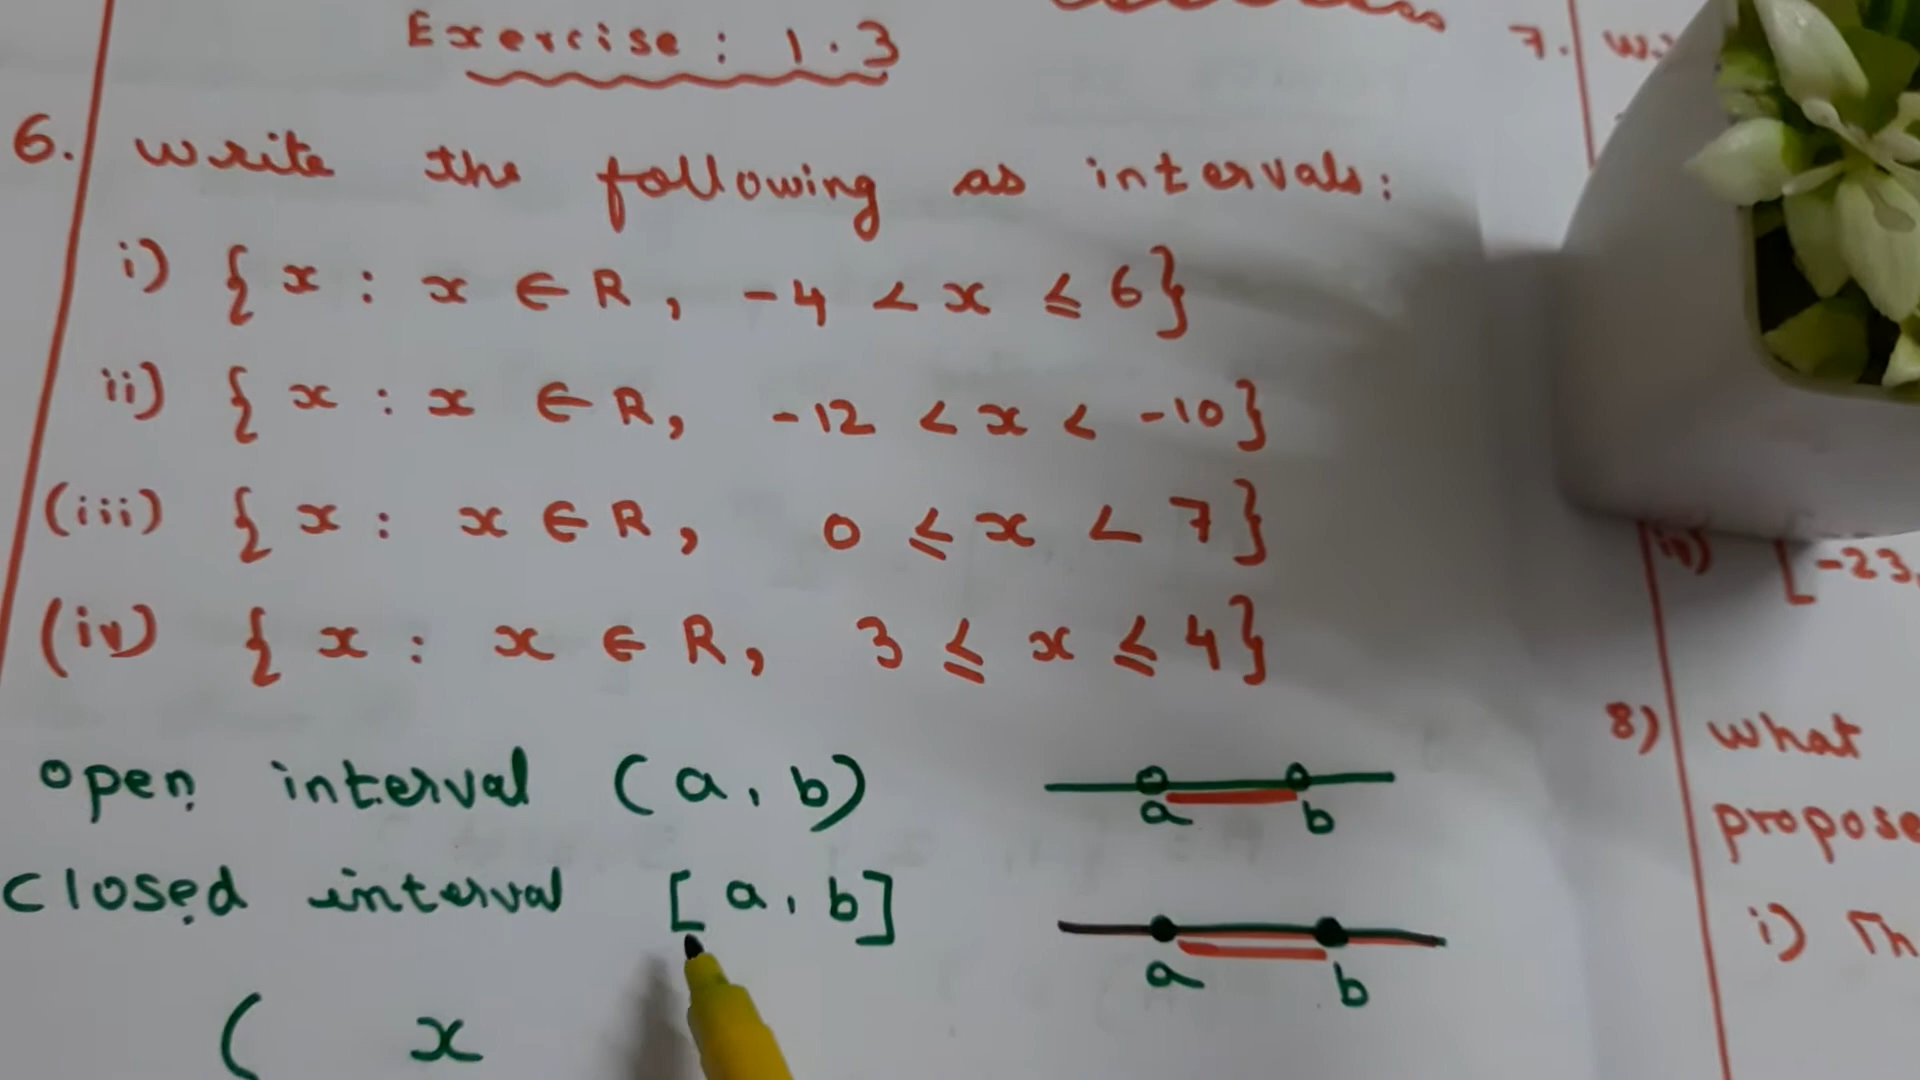 Exercise : 1.3
6. Write the following as intervals:
i) { x : x ∈ R, -4 < x ≤ 6}
ii) { x : x ∈ R, -12 < x < -10}
(iii) { x : x ∈ R, 0 ≤ x < 7}
(iv) { x : x ∈ R, 3 ≤ x ≤ 4}
open interval (a, b)
a b
closed interval [a, b]
a b
( x
7.
[-23,
8) what
i)